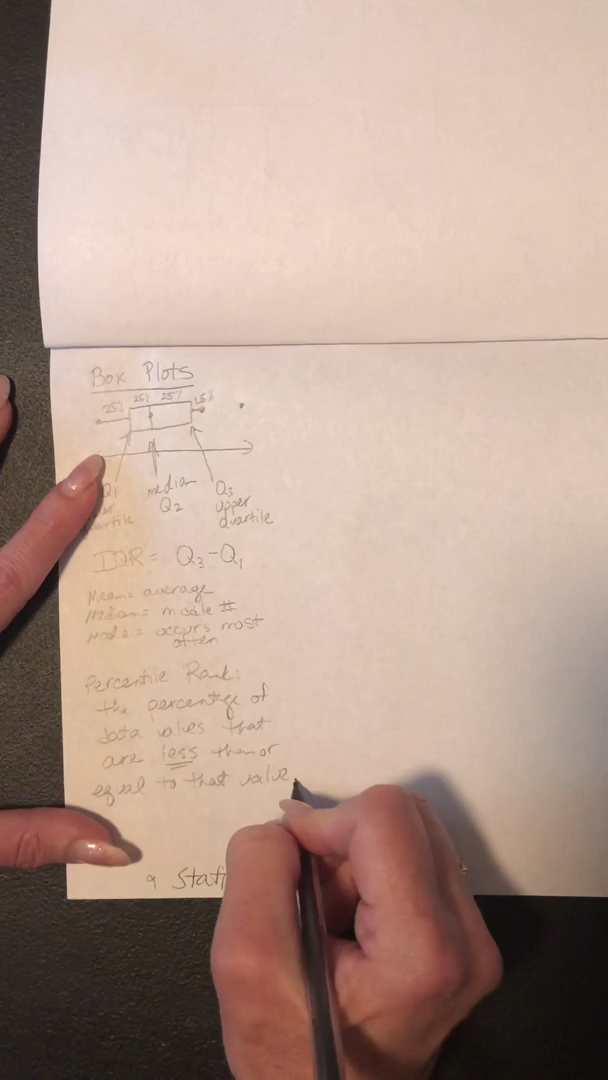 Box Plots
25% 25% 25% 25%
Q1 median Q3
Q2 upper
quartile
IQR = Q3-Q1
Mean = average
Median = middle #
Mode = occurs most
often
Percentile Rank:
the percentage of
data values that
are less than or
equal to that value
9 Stati